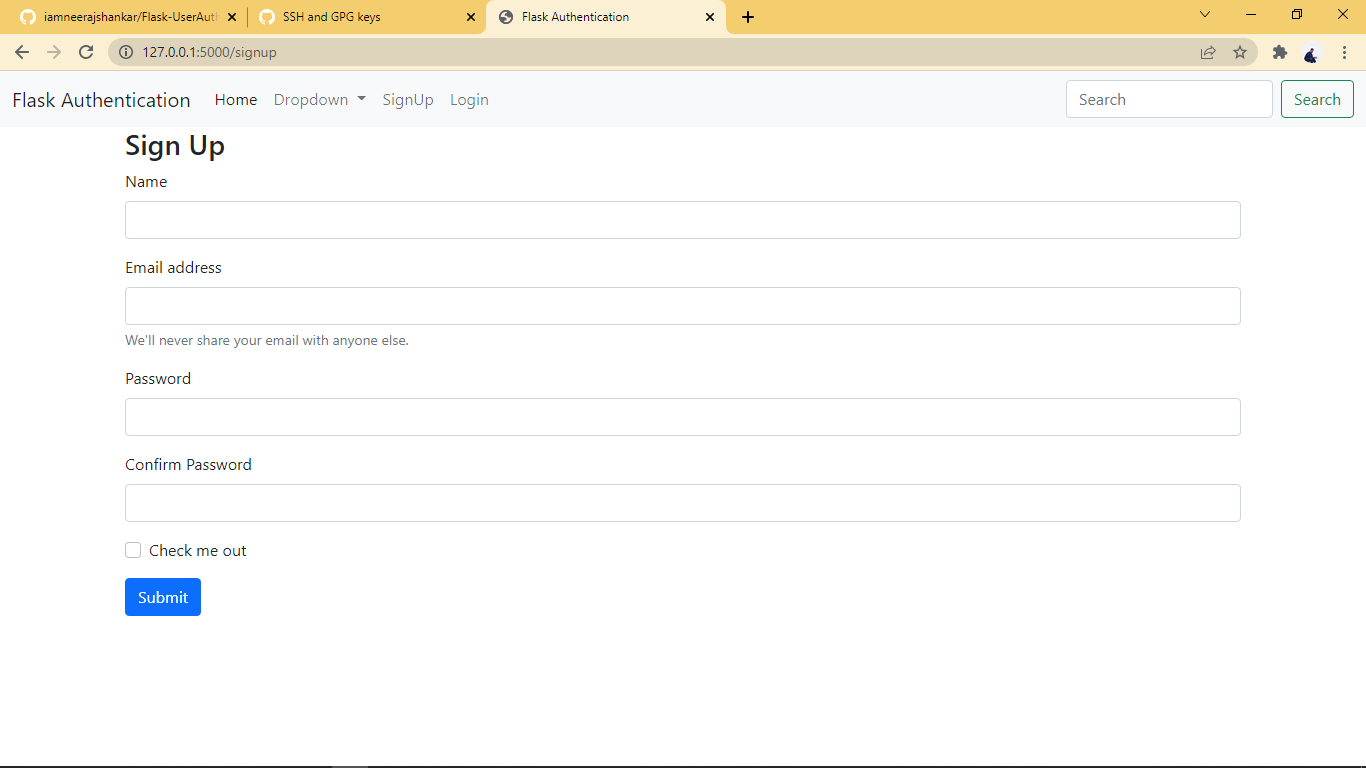 iamneerajshankar/Flask-UserAuth
SSH and GPG keys
Flask Authentication
127.0.0.1:5000/signup
Flask Authentication Home Dropdown SignUp Login Search Search
Sign Up
Name
Email address
We'll never share your email with anyone else.
Password
Confirm Password
Check me out
Submit